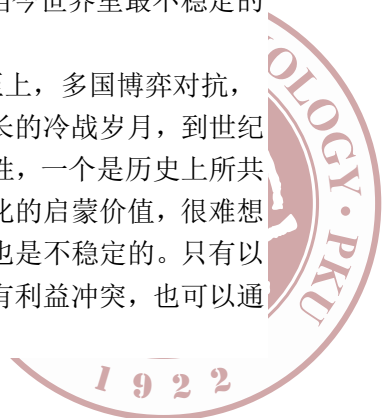 当今世界里最不稳定的
至上，多国博弈对抗，
长的冷战岁月，到世纪
性，一个是历史上所共
化的启蒙价值，很难想
也是不稳定的。只有以
有利益冲突，也可以通
OLOGY · PKU
1922